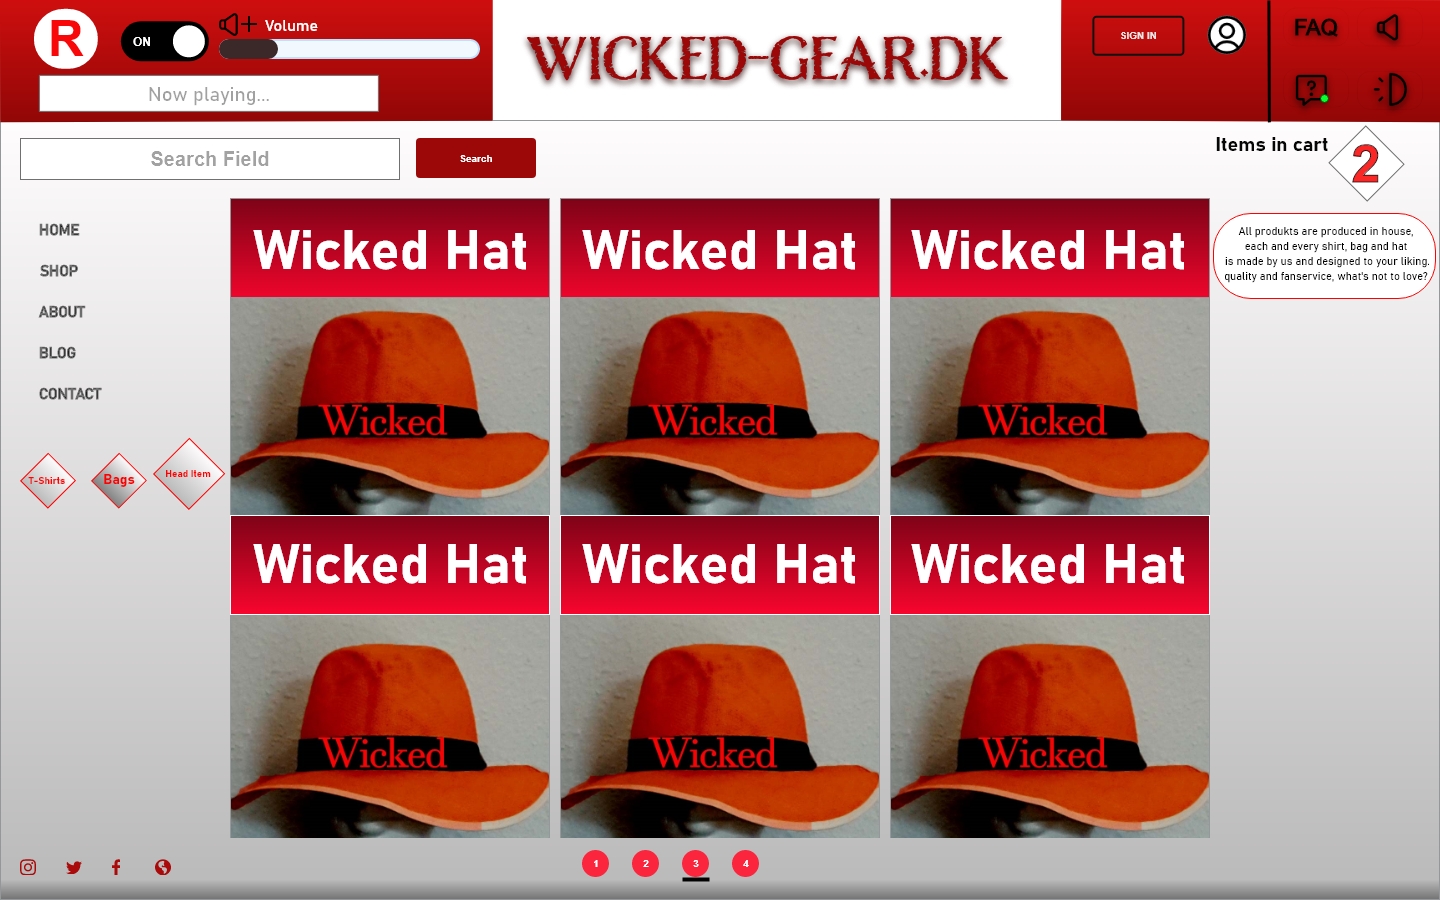 R
ON
Volume
Now playing...
WICKED-GEAR.DK
SIGN IN
FAQ
?
Search Field
Search
Items in cart
2
HOME
SHOP
ABOUT
BLOG
CONTACT
T-Shirts
Bags
Head Item
Wicked Hat
Wicked Hat
Wicked Hat
Wicked
Wicked
Wicked
All produkts are produced in house,
each and every shirt, bag and hat
is made by us and designed to your liking.
quality and fanservice, what's not to love?
Wicked Hat
Wicked Hat
Wicked Hat
Wicked
Wicked
Wicked
1
2
3
4